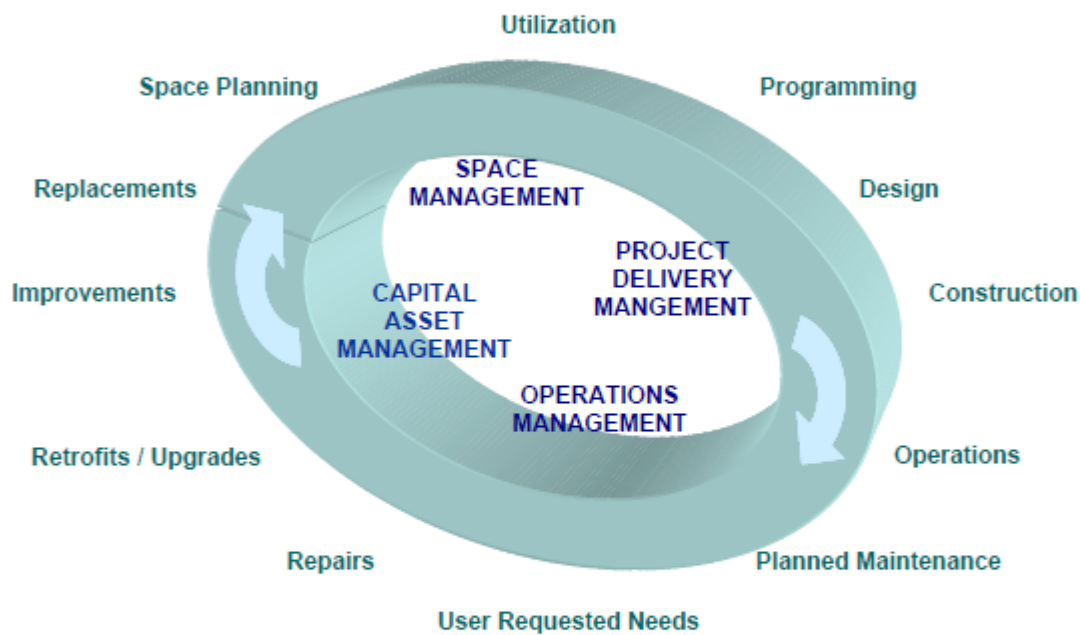 Utilization
Space Planning
Programming
Replacements
SPACE
MANAGEMENT
Design
PROJECT
DELIVERY
MANGEMENT
Improvements
CAPITAL
ASSET
MANAGEMENT
Construction
OPERATIONS
MANAGEMENT
Retrofits / Upgrades
Operations
Repairs
Planned Maintenance
User Requested Needs